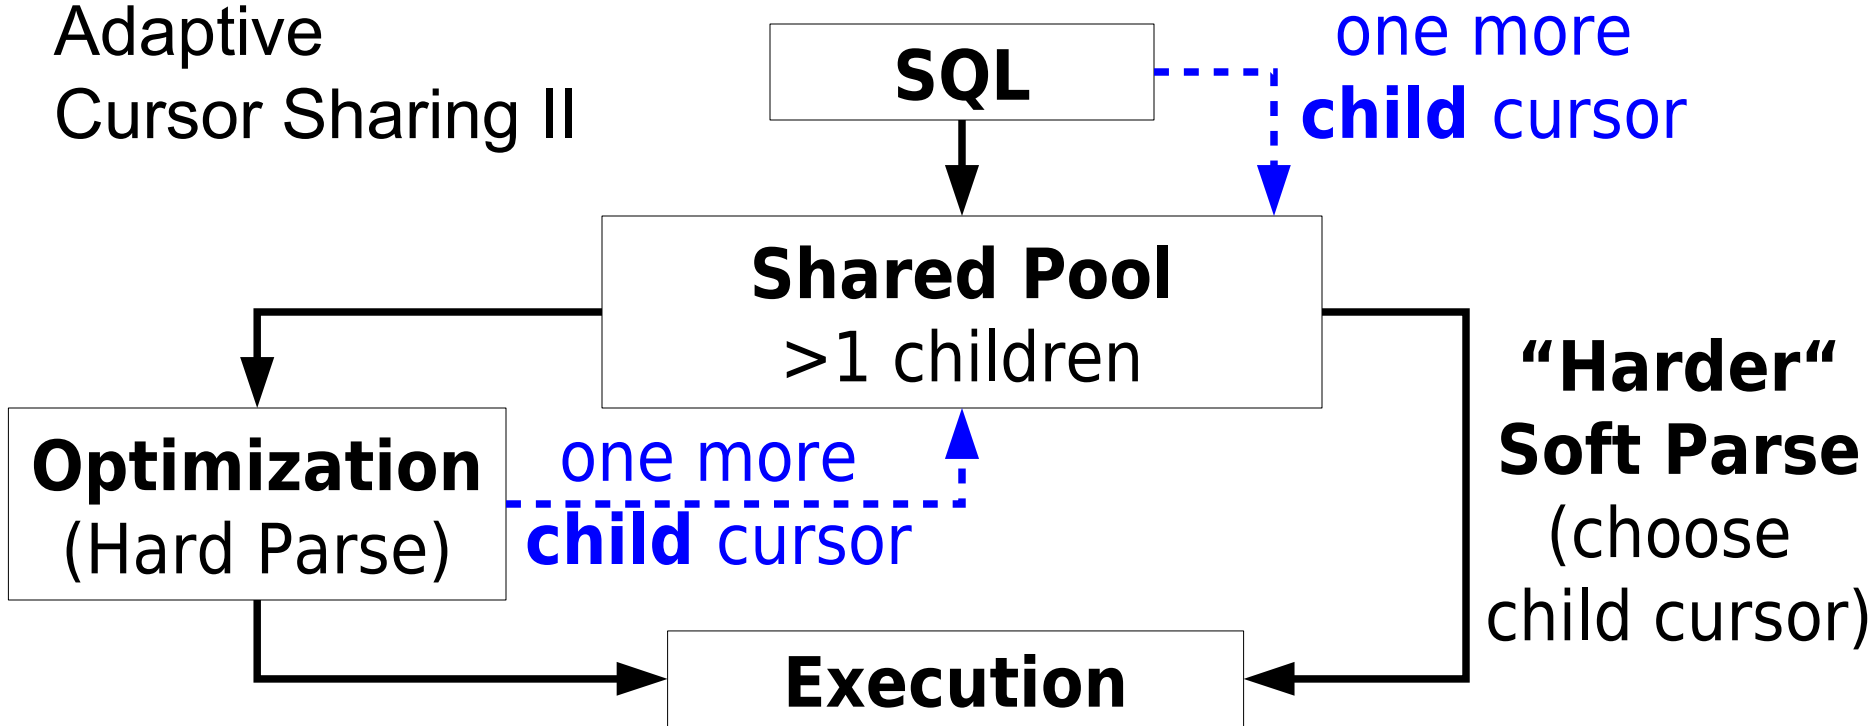 Adaptive
Cursor Sharing II
SQL
one more
child cursor
Shared Pool
>1 children
“Harder“
Soft Parse
(choose
child cursor)
Optimization
(Hard Parse)
one more
child cursor
Execution